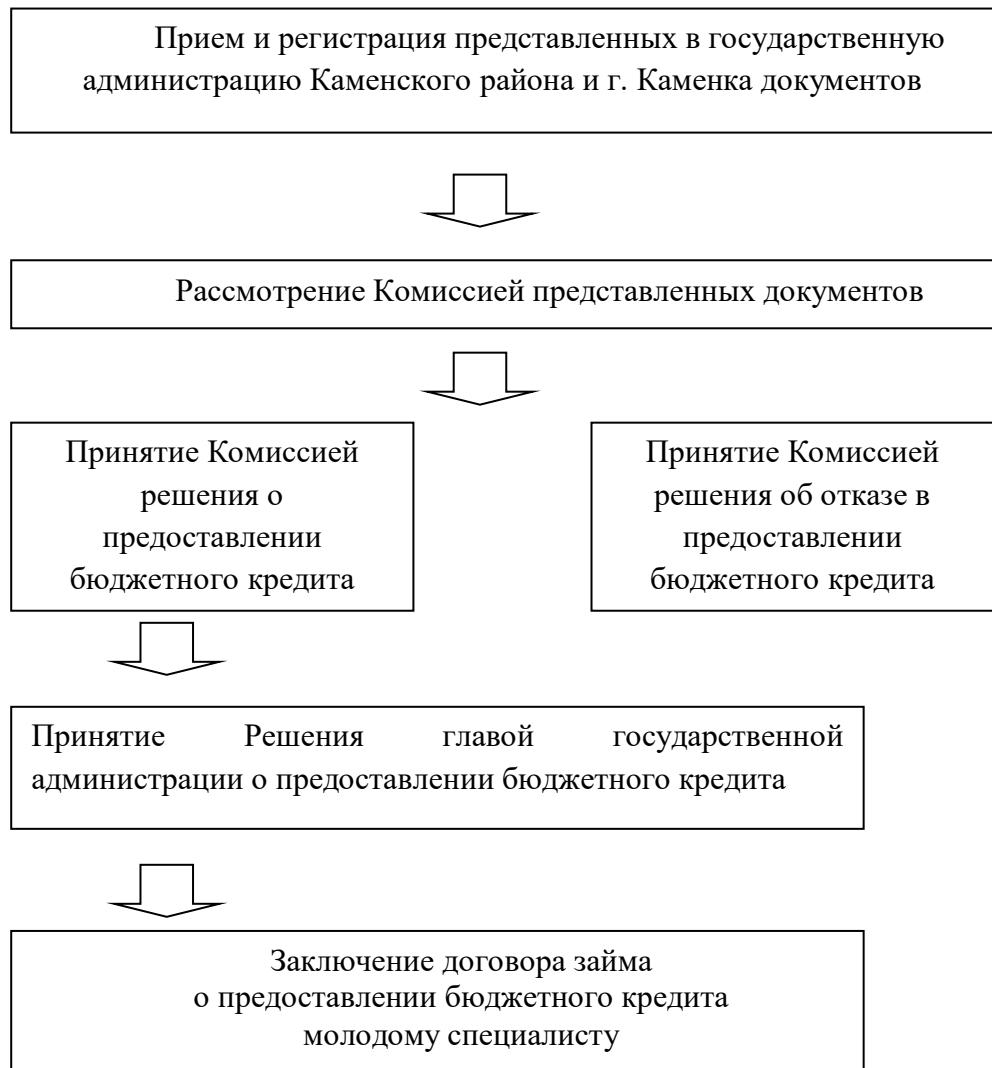 Прием и регистрация представленных в государственную
администрацию Каменского района и г. Каменка документов
Рассмотрение Комиссией представленных документов
Принятие Комиссией
решения о
предоставлении
бюджетного кредита
Принятие Комиссией
решения об отказе в
предоставлении
бюджетного кредита
Принятие Решения главой государственной
администрации о предоставлении бюджетного кредита
Заключение договора займа
о предоставлении бюджетного кредита
молодому специалисту